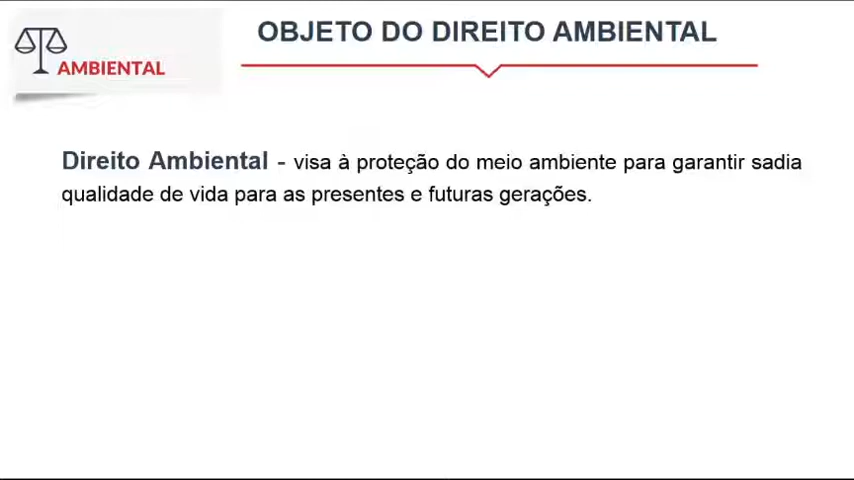 OBJETO DO DIREITO AMBIENTAL
AMBIENTAL
Direito Ambiental - visa à proteção do meio ambiente para garantir sadia
qualidade de vida para as presentes e futuras gerações.